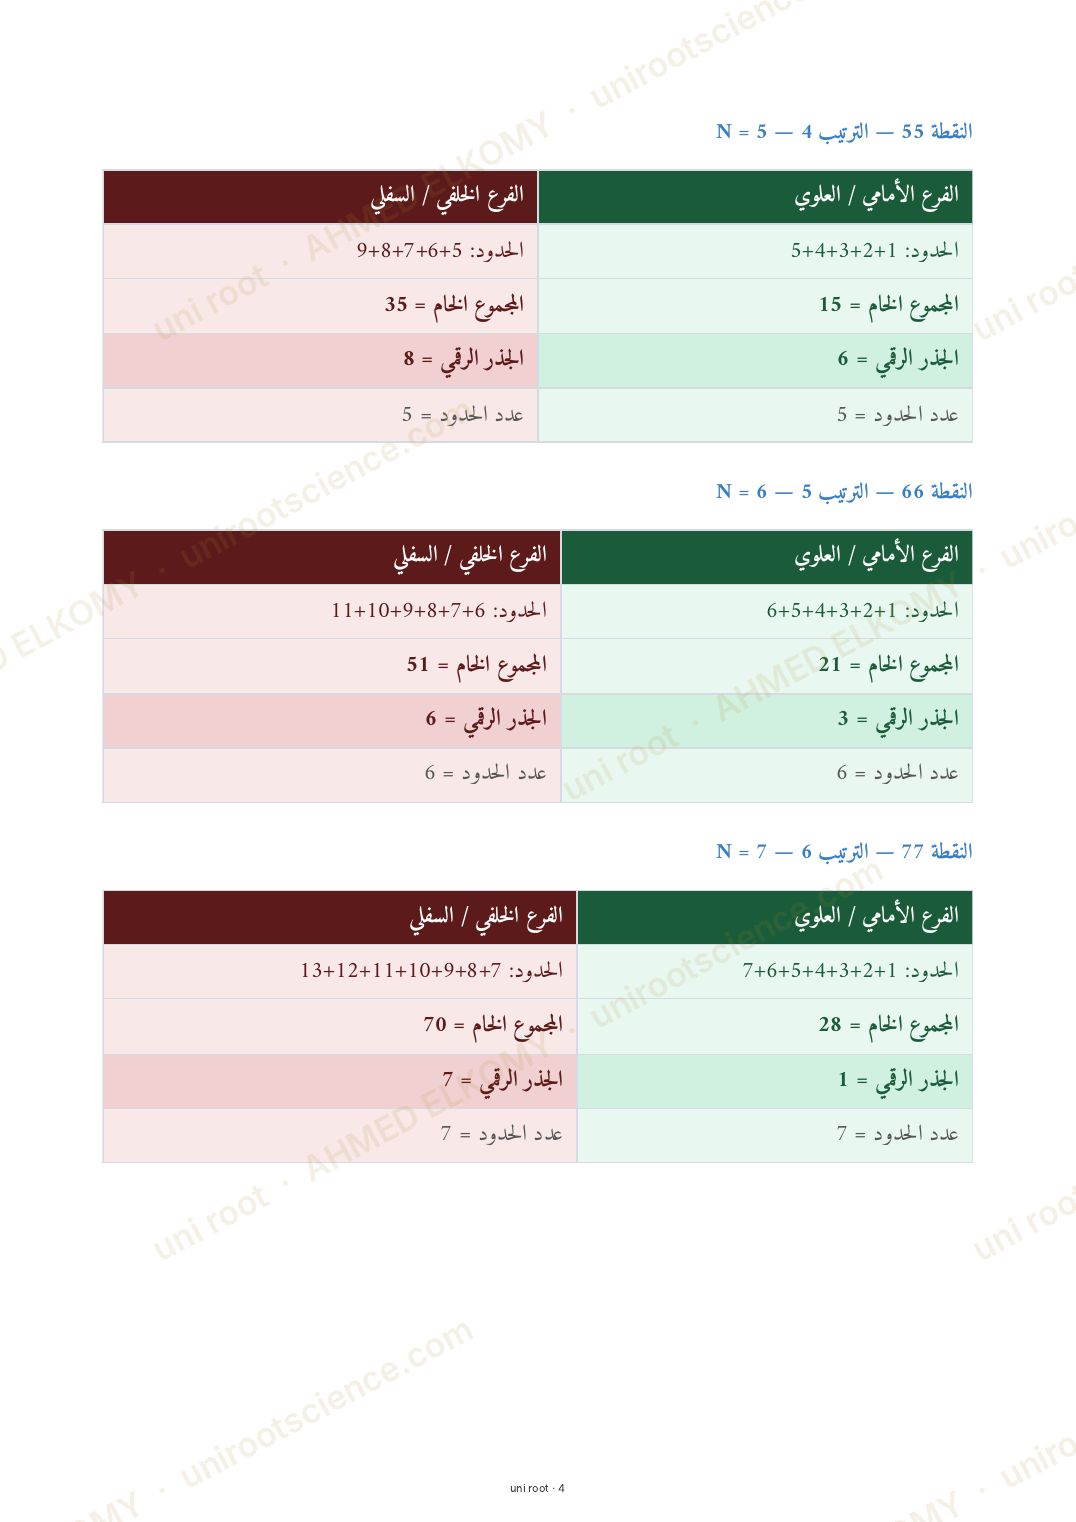 النقطة 55 — الترتيب 4 — N = 5
الفرع الأمامي / العلوي
الفرع الخلفي / السفلي
الحدود: 1+2+3+4+5
الحدود: 5+6+7+8+9
المجموع الخام = 15
المجموع الخام = 35
الجذر الرقمي = 6
الجذر الرقمي = 8
عدد الحدود = 5
عدد الحدود = 5
النقطة 66 — الترتيب 5 — N = 6
الفرع الأمامي / العلوي
الفرع الخلفي / السفلي
الحدود: 1+2+3+4+5+6
الحدود: 6+7+8+9+10+11
المجموع الخام = 21
المجموع الخام = 51
الجذر الرقمي = 3
الجذر الرقمي = 6
عدد الحدود = 6
عدد الحدود = 6
النقطة 77 — الترتيب 6 — N = 7
الفرع الأمامي / العلوي
الفرع الخلفي / السفلي
الحدود: 1+2+3+4+5+6+7
الحدود: 7+8+9+10+11+12+13
المجموع الخام = 28
المجموع الخام = 70
الجذر الرقمي = 1
الجذر الرقمي = 7
عدد الحدود = 7
عدد الحدود = 7
uni root · AHMED ELKOMY · unirootscience.com
uni root · 4